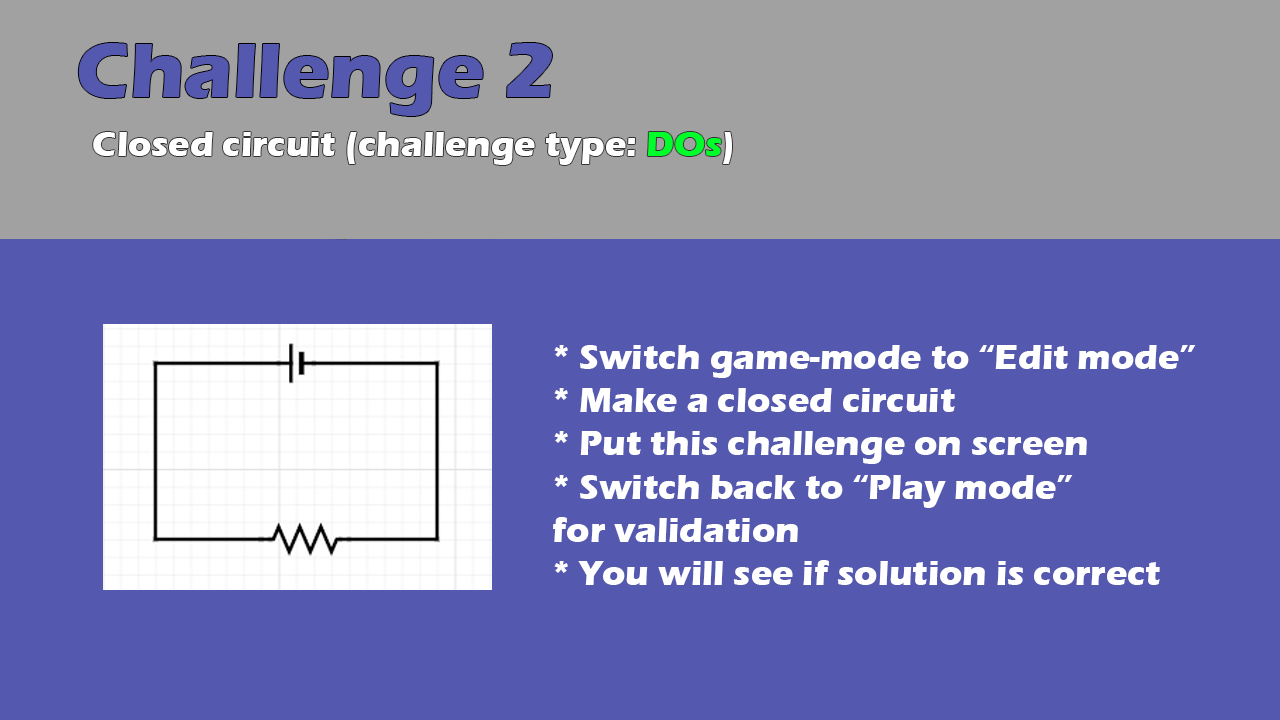 Challenge 2
Closed circuit (challenge type: DOs)
* Switch game-mode to “Edit mode”
* Make a closed circuit
* Put this challenge on screen
* Switch back to “Play mode”
for validation
* You will see if solution is correct